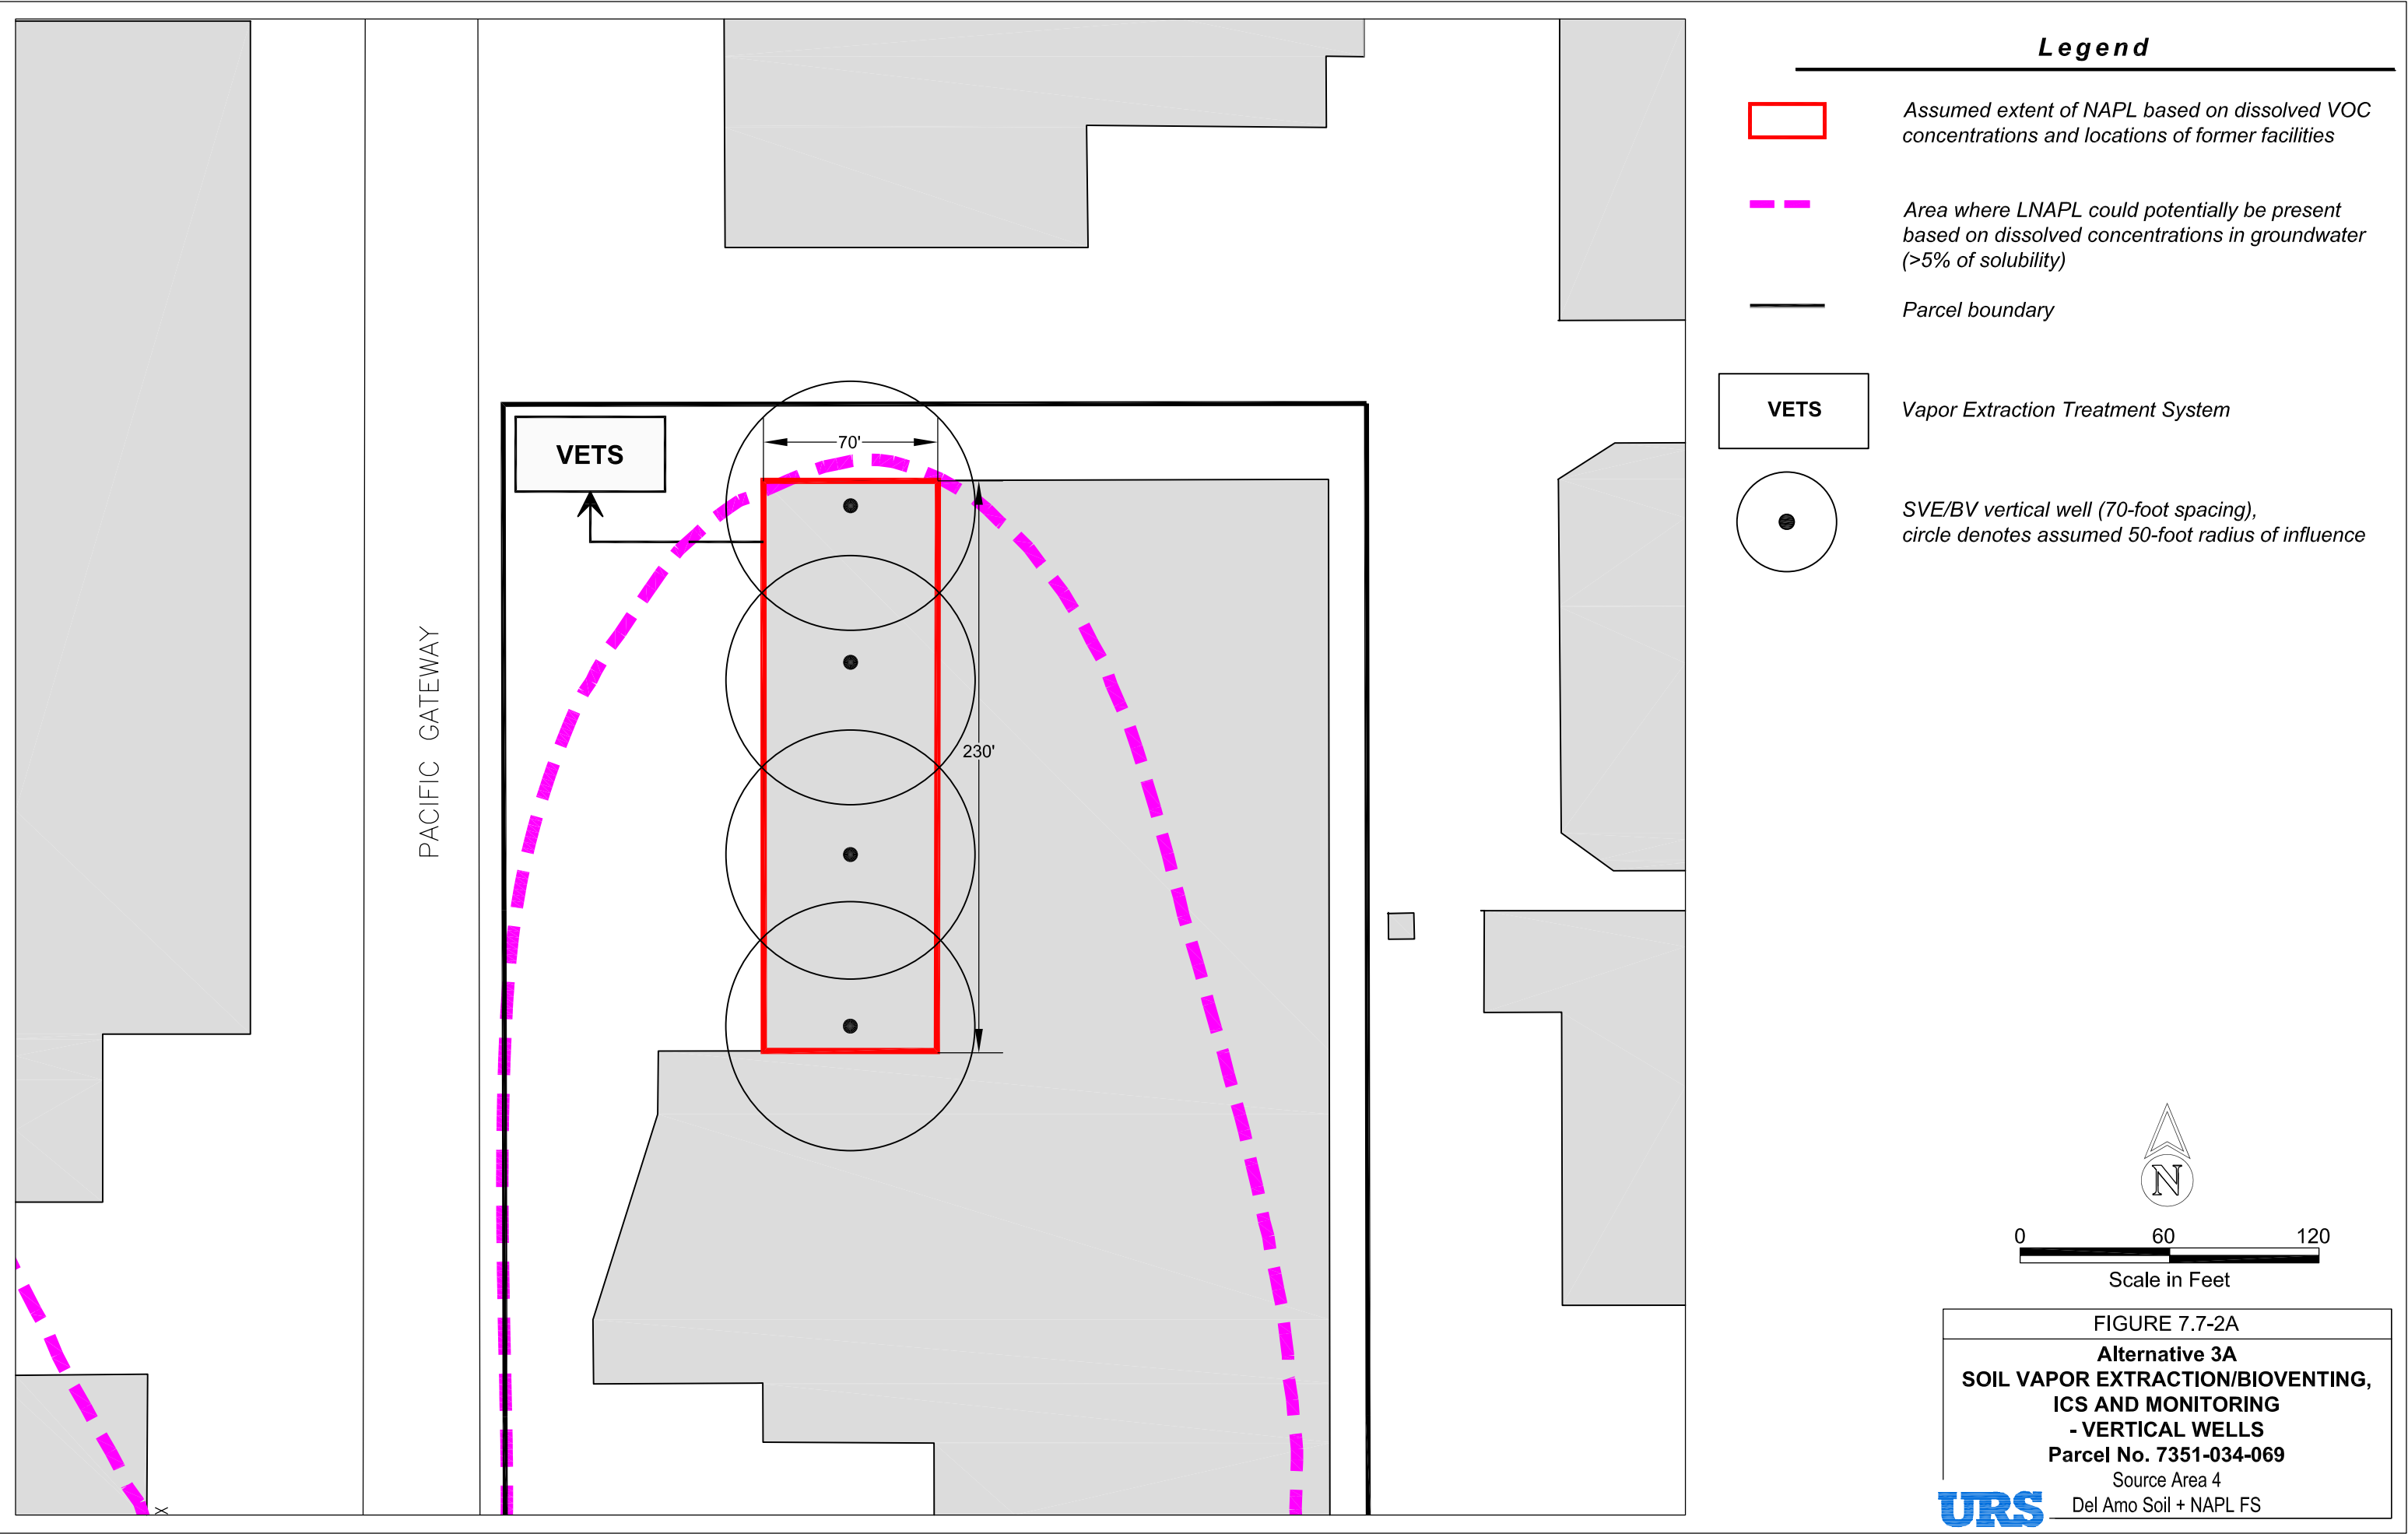 Legend
Assumed extent of NAPL based on dissolved VOC
concentrations and locations of former facilities
Area where LNAPL could potentially be present
based on dissolved concentrations in groundwater
(>5% of solubility)
Parcel boundary
VETS
Vapor Extraction Treatment System
SVE/BV vertical well (70-foot spacing),
circle denotes assumed 50-foot radius of influence
VETS
70'
230'
PACIFIC GATEWAY
X
N
0 60 120
Scale in Feet
FIGURE 7.7-2A
Alternative 3A
SOIL VAPOR EXTRACTION/BIOVENTING,
ICS AND MONITORING
- VERTICAL WELLS
Parcel No. 7351-034-069
Source Area 4
Del Amo Soil + NAPL FS
URS